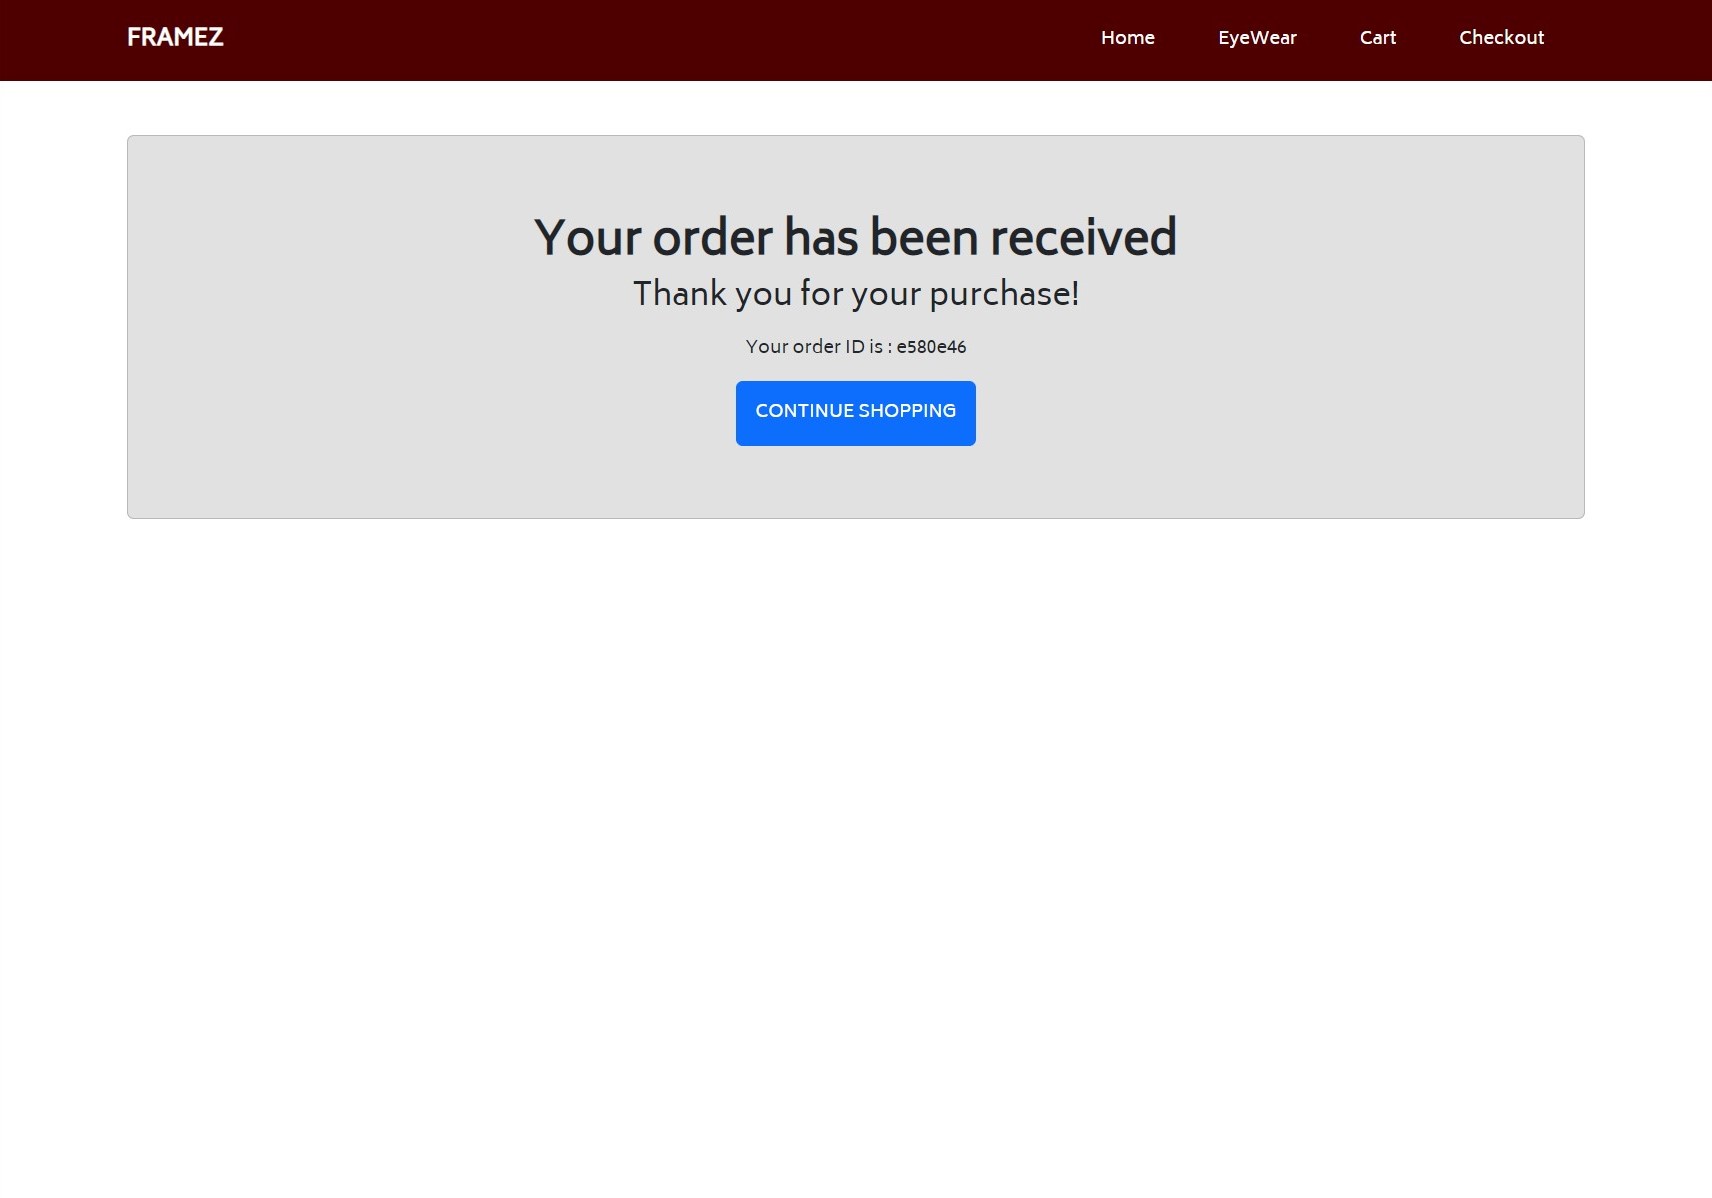 FRAMEZ
Home EyeWear Cart Checkout
Your order has been received
Thank you for your purchase!
Your order ID is : e580e46
CONTINUE SHOPPING